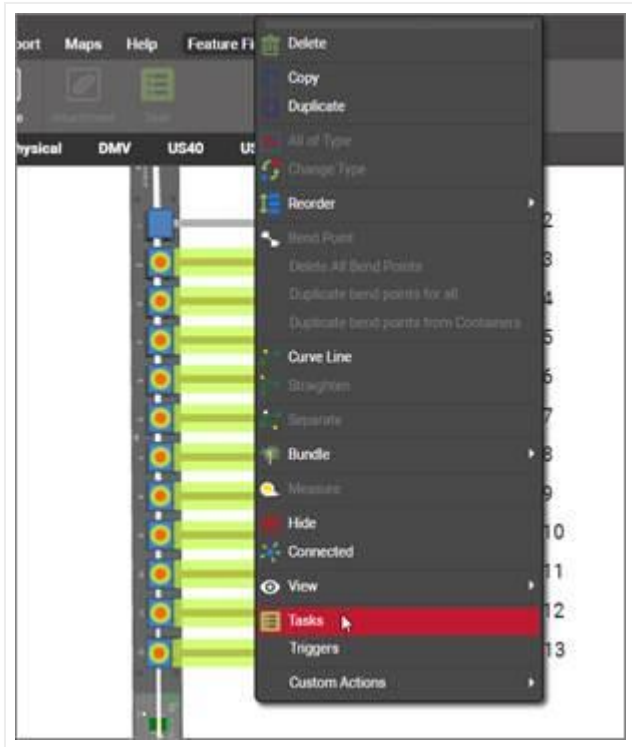 ort Maps Help Feature Fi
Delete
Copy
Duplicate
All of Type
Change Type
Reorder
Bend Point
Delete All Bend Points
Duplicate bend points for all
Duplicate bend points from Containers
Curve Line
Straighten
Separate
Bundle
Measure
Hide
Connected
View
Tasks
Triggers
Custom Actions
hysical DMV US40 US
2
3
4
5
6
7
8
9
10
11
12
13